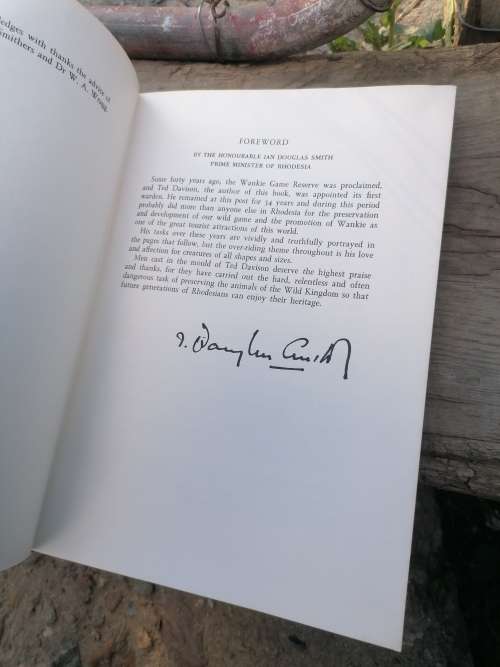 edges with thanks the advice of
smithers and Dr W. A. Wragg.
FOREWORD
BY THE HONOURABLE IAN DOUGLAS SMITH
PRIME MINISTER OF RHODESIA
Some forty years ago, the Wankie Game Reserve was proclaimed,
and Ted Davison, the author of this book, was appointed its first
warden. He remained at this post for 34 years and during this period
probably did more than anyone else in Rhodesia for the preservation
and development of our wild game and the promotion of Wankie as
one of the great tourist attractions of this world.
His tasks over these years are vividly and truthfully portrayed in
the pages that follow, but the over-riding theme throughout is his love
and affection for creatures of all shapes and sizes.
Men cast in the mould of Ted Davison deserve the highest praise
and thanks, for they have carried out the hard, relentless and often
dangerous task of preserving the animals of the Wild Kingdom so that
future generations of Rhodesians can enjoy their heritage.
I. Douglas Smith